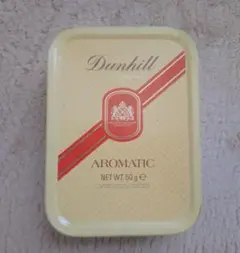 Dunhill
AROMATIC
NET WT 50 g ℮